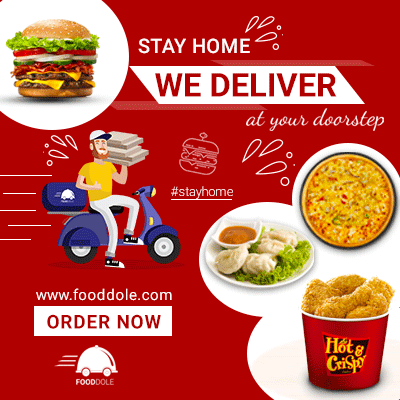 STAY HOME
WE DELIVER
at your doorstep
#stayhome
www.fooddole.com
ORDER NOW
FOODDOLE
Hot &
Crispy